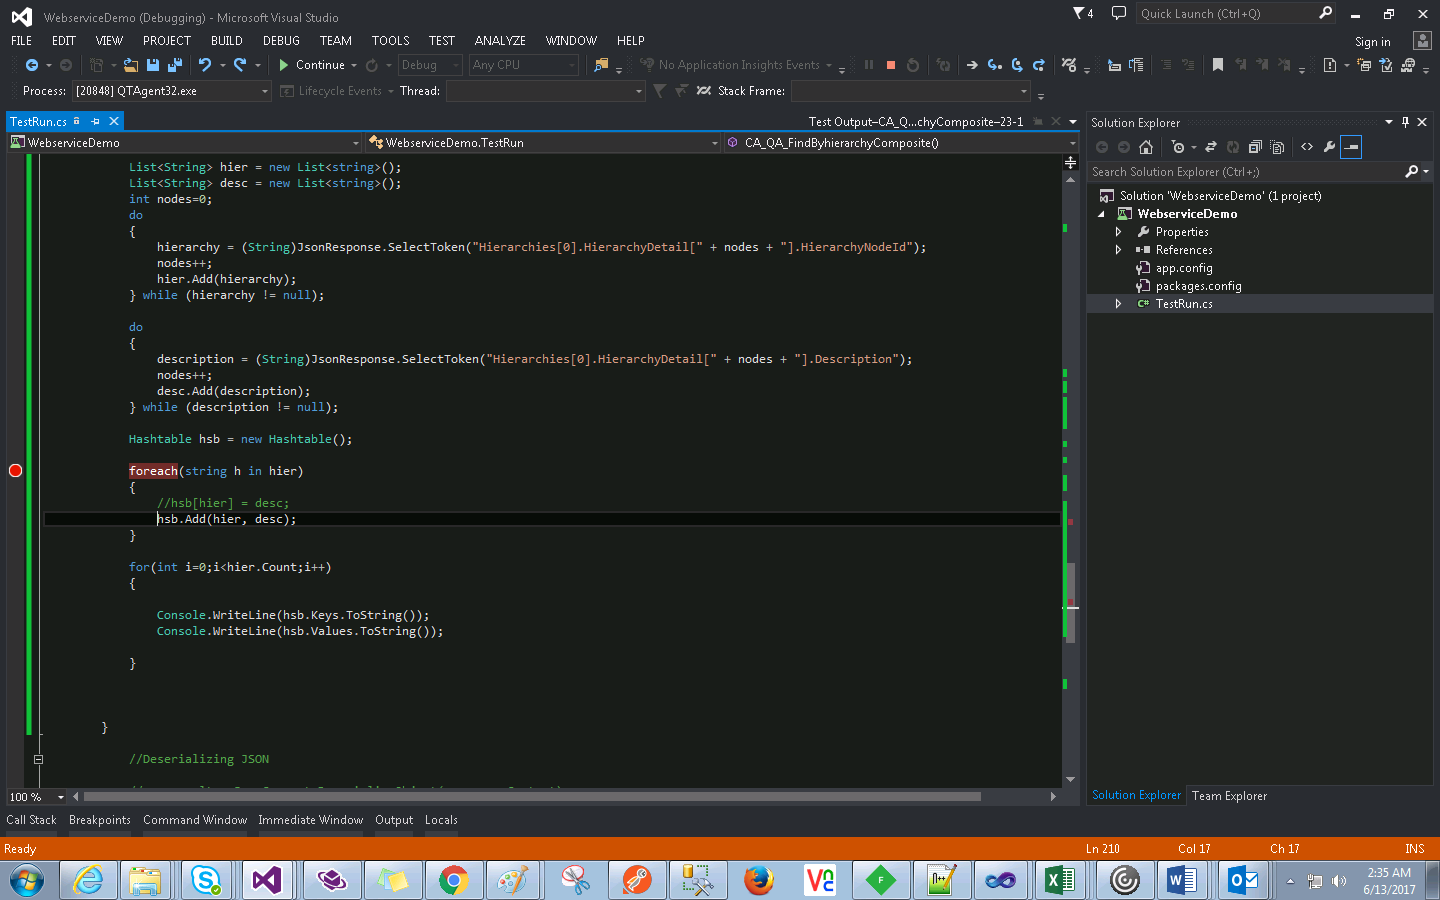 WebserviceDemo (Debugging) - Microsoft Visual Studio
4
Quick Launch (Ctrl+Q)
FILE EDIT VIEW PROJECT BUILD DEBUG TEAM TOOLS TEST ANALYZE WINDOW HELP
Sign in
Continue Debug Any CPU No Application Insights Events
Process: [20848] QTAgent32.exe Lifecycle Events Thread: Stack Frame:
TestRun.cs
Test Output–CA_Q...chyComposite–23-1
WebserviceDemo WebserviceDemo.TestRun CA_QA_FindByhierarchyComposite()
List<String> hier = new List<string>();
List<String> desc = new List<string>();
int nodes=0;
do
{
hierarchy = (String)JsonResponse.SelectToken("Hierarchies[0].HierarchyDetail[" + nodes + "].HierarchyNodeId");
nodes++;
hier.Add(hierarchy);
} while (hierarchy != null);
do
{
description = (String)JsonResponse.SelectToken("Hierarchies[0].HierarchyDetail[" + nodes + "].Description");
nodes++;
desc.Add(description);
} while (description != null);
Hashtable hsb = new Hashtable();
foreach(string h in hier)
{
//hsb[hier] = desc;
hsb.Add(hier, desc);
}
for(int i=0;i<hier.Count;i++)
{
Console.WriteLine(hsb.Keys.ToString());
Console.WriteLine(hsb.Values.ToString());
}
}
//Deserializing JSON
100 %
Solution Explorer
Search Solution Explorer (Ctrl+;)
Solution 'WebserviceDemo' (1 project)
WebserviceDemo
Properties
References
app.config
packages.config
C# TestRun.cs
Solution Explorer Team Explorer
Call Stack Breakpoints Command Window Immediate Window Output Locals
Ready
Ln 210 Col 17 Ch 17 INS
2:35 AM
6/13/2017